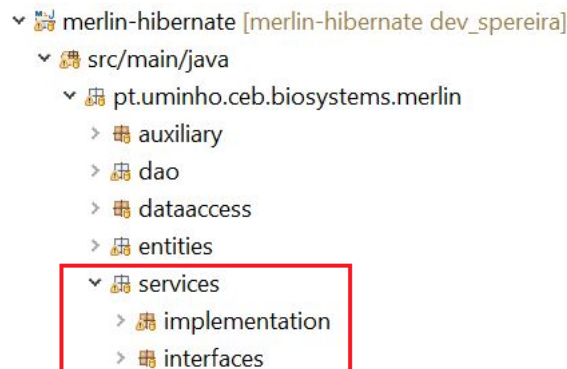 merlin-hibernate [merlin-hibernate dev_spereira]
src/main/java
pt.uminho.ceb.biosystems.merlin
auxiliary
dao
dataaccess
entities
services
implementation
interfaces